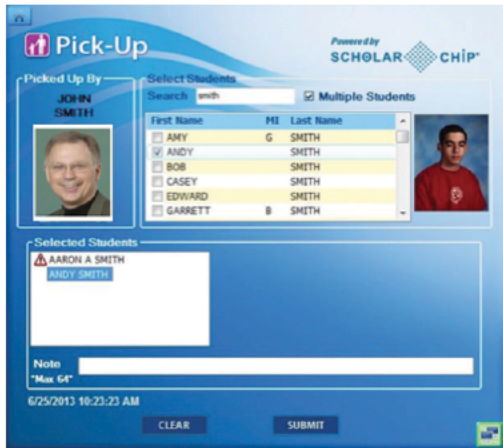 Pick-Up
Powered by
SCHOLAR CHIP®
Picked Up By
JOHN
SMITH
Select Students
Search smith Multiple Students
First Name MI Last Name
AMY G SMITH
ANDY SMITH
BOB SMITH
CASEY SMITH
EDWARD SMITH
GARRETT B SMITH
Selected Students
AARON A SMITH
ANDY SMITH
Note
"Max 64"
6/25/2013 10:23:23 AM
CLEAR SUBMIT